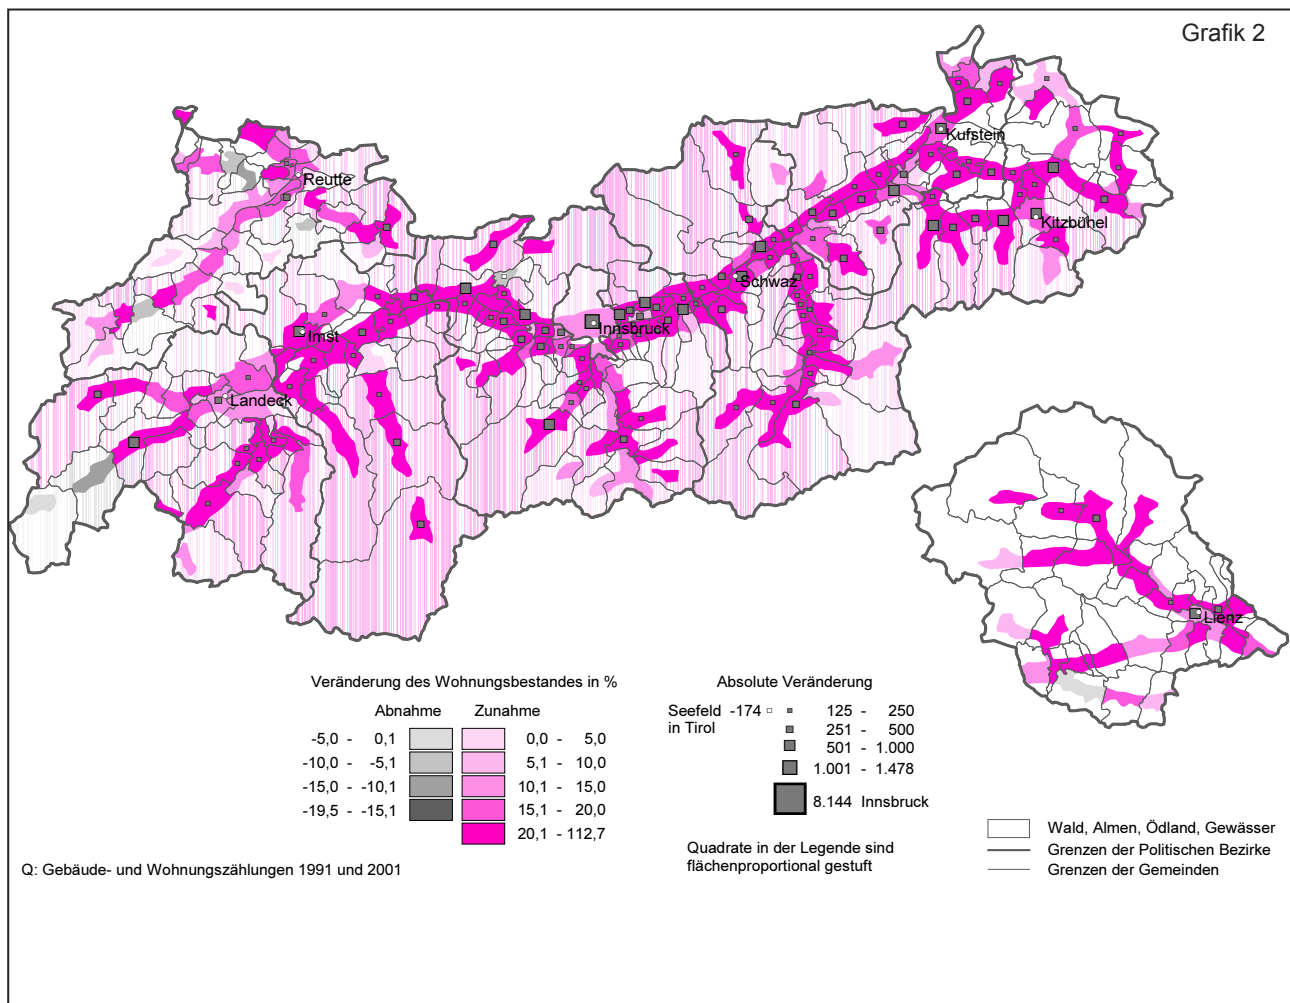 Grafik 2
Kufstein
Reutte
Kitzbühel
Schwaz
Innsbruck
Imst
Landeck
Lienz
Veränderung des Wohnungsbestandes in %
Abnahme Zunahme
-5,0 - 0,1 0,0 - 5,0
-10,0 - -5,1 5,1 - 10,0
-15,0 - -10,1 10,1 - 15,0
-19,5 - -15,1 15,1 - 20,0
20,1 - 112,7
Absolute Veränderung
Seefeld -174 125 - 250
in Tirol 251 - 500
501 - 1.000
1.001 - 1.478
8.144 Innsbruck
Quadrate in der Legende sind
flächenproportional gestuft
Wald, Almen, Ödland, Gewässer
Grenzen der Politischen Bezirke
Grenzen der Gemeinden
Q: Gebäude- und Wohnungszählungen 1991 und 2001